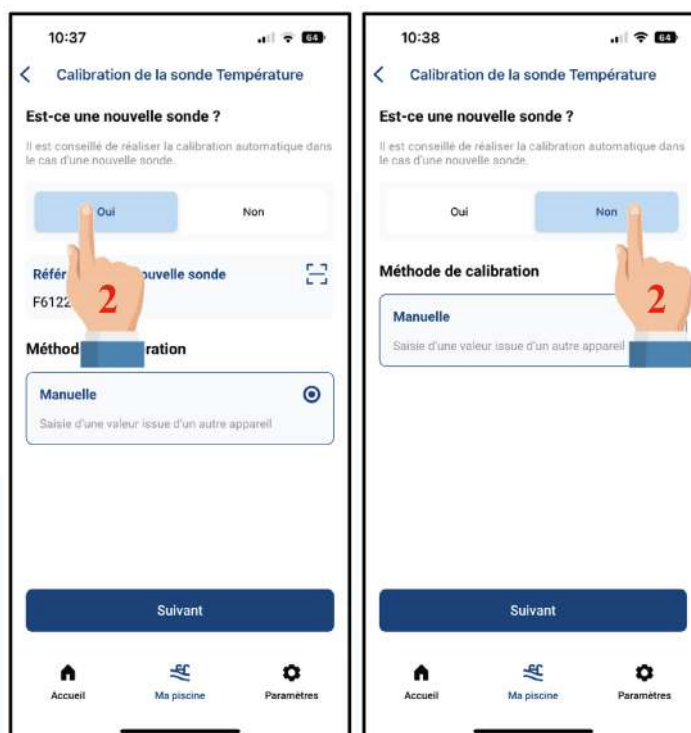 10:37
64
Calibration de la sonde Température
Est-ce une nouvelle sonde ?
Il est conseillé de réaliser la calibration automatique dans
le cas d'une nouvelle sonde.
Oui
Non
Référ
ouvelle sonde
F6122
2
Méthod
ration
Manuelle
Saisie d'une valeur issue d'un autre appareil
Suivant
Accueil
Ma piscine
Paramètres
10:38
64
Calibration de la sonde Température
Est-ce une nouvelle sonde ?
Il est conseillé de réaliser la calibration automatique dans
le cas d'une nouvelle sonde.
Oui
Non
Méthode de calibration
2
Manuelle
Saisie d'une valeur issue d'un autre appareil
Suivant
Accueil
Ma piscine
Paramètres